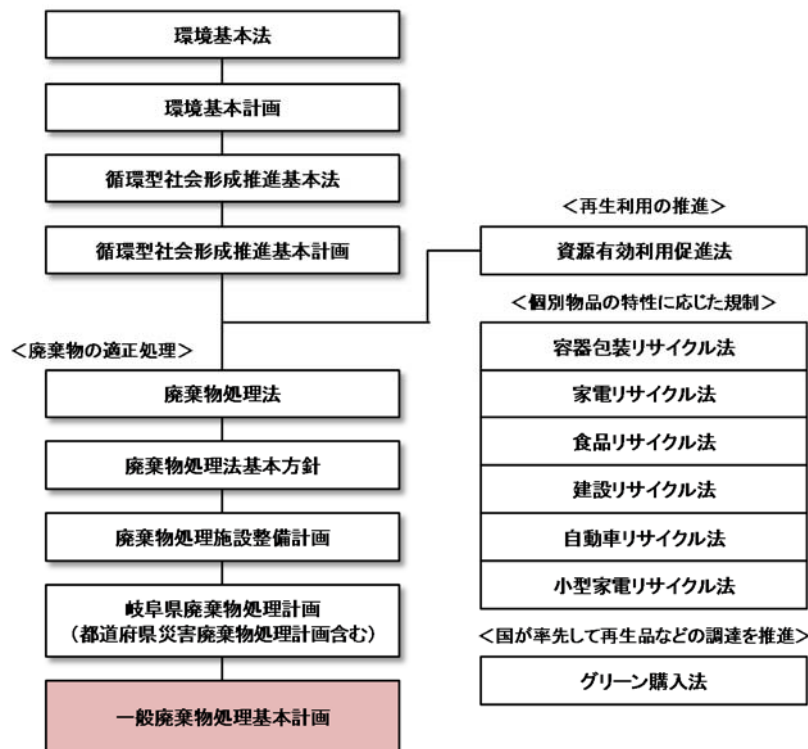 環境基本法
環境基本計画
循環型社会形成推進基本法
循環型社会形成推進基本計画
＜廃棄物の適正処理＞
廃棄物処理法
廃棄物処理法基本方針
廃棄物処理施設整備計画
岐阜県廃棄物処理計画
（都道府県災害廃棄物処理計画含む）
一般廃棄物処理基本計画
＜再生利用の推進＞
資源有効利用促進法
＜個別物品の特性に応じた規制＞
容器包装リサイクル法
家電リサイクル法
食品リサイクル法
建設リサイクル法
自動車リサイクル法
小型家電リサイクル法
＜国が率先して再生品などの調達を推進＞
グリーン購入法